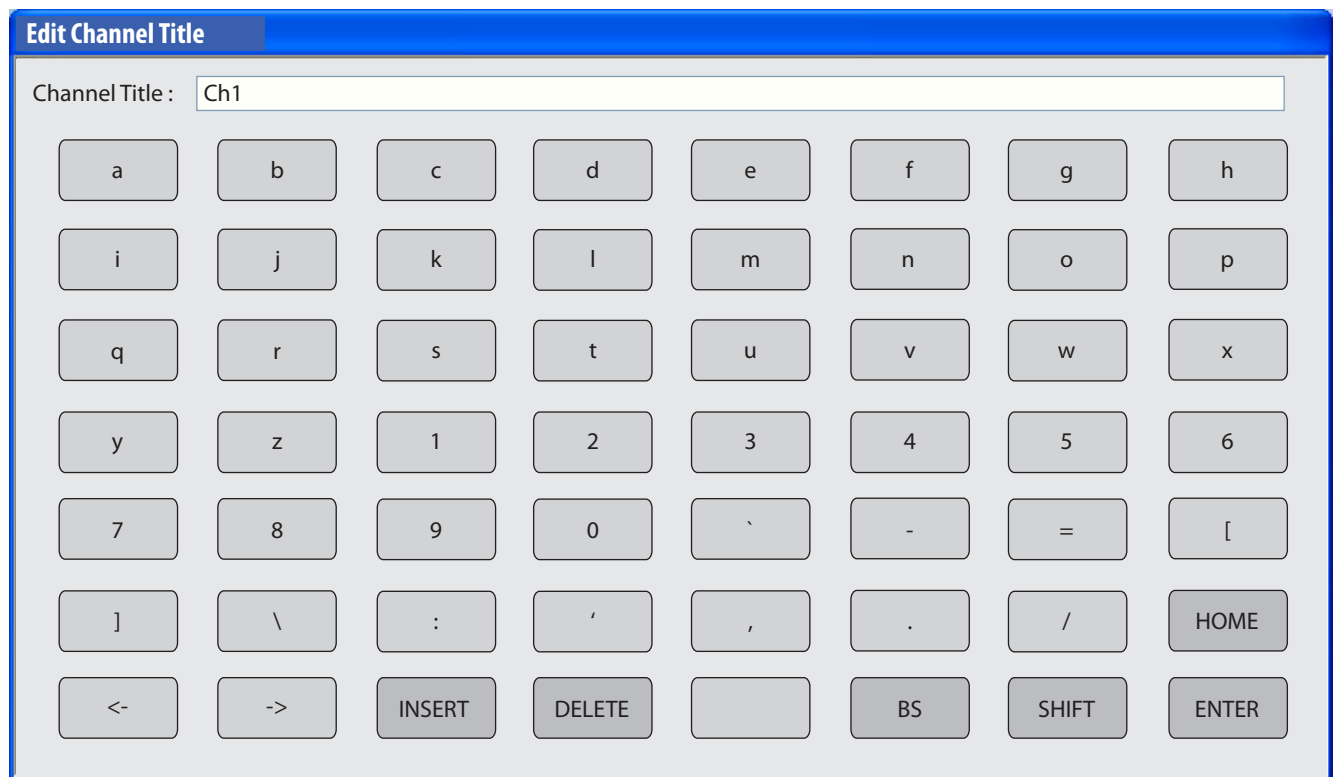 Edit Channel Title
Channel Title : Ch1
a b c d e f g h
i j k l m n o p
q r s t u v w x
y z 1 2 3 4 5 6
7 8 9 0 ` - = [
] \ : ‘ , . / HOME
<- -> INSERT DELETE BS SHIFT ENTER